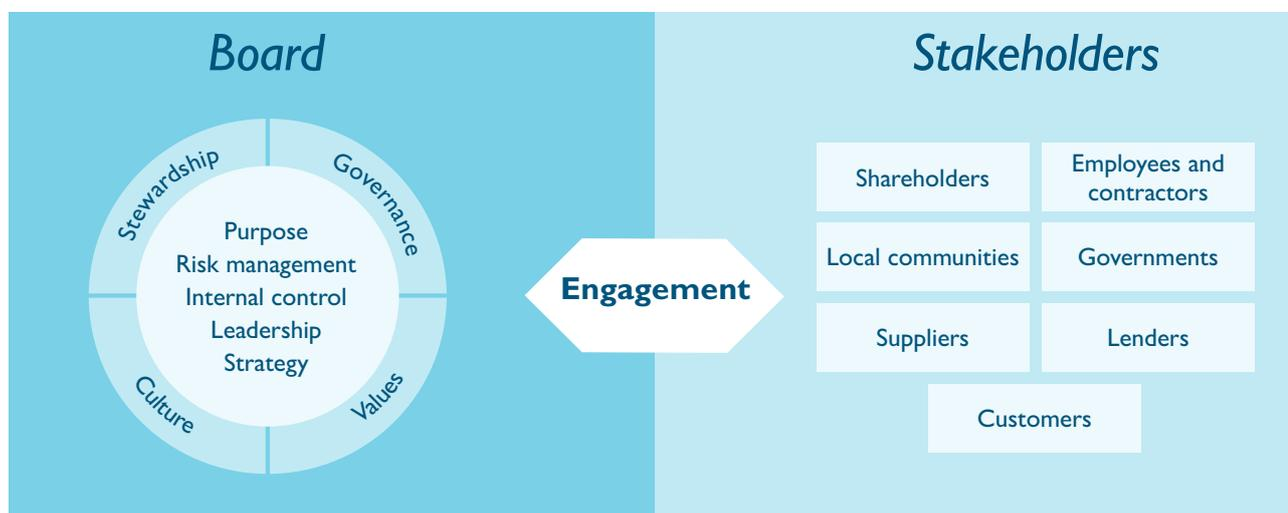 Board
Stewardship
Governance
Purpose
Risk management
Internal control
Leadership
Strategy
Culture
Values
Engagement
Stakeholders
Shareholders
Employees and
contractors
Local communities
Governments
Suppliers
Lenders
Customers